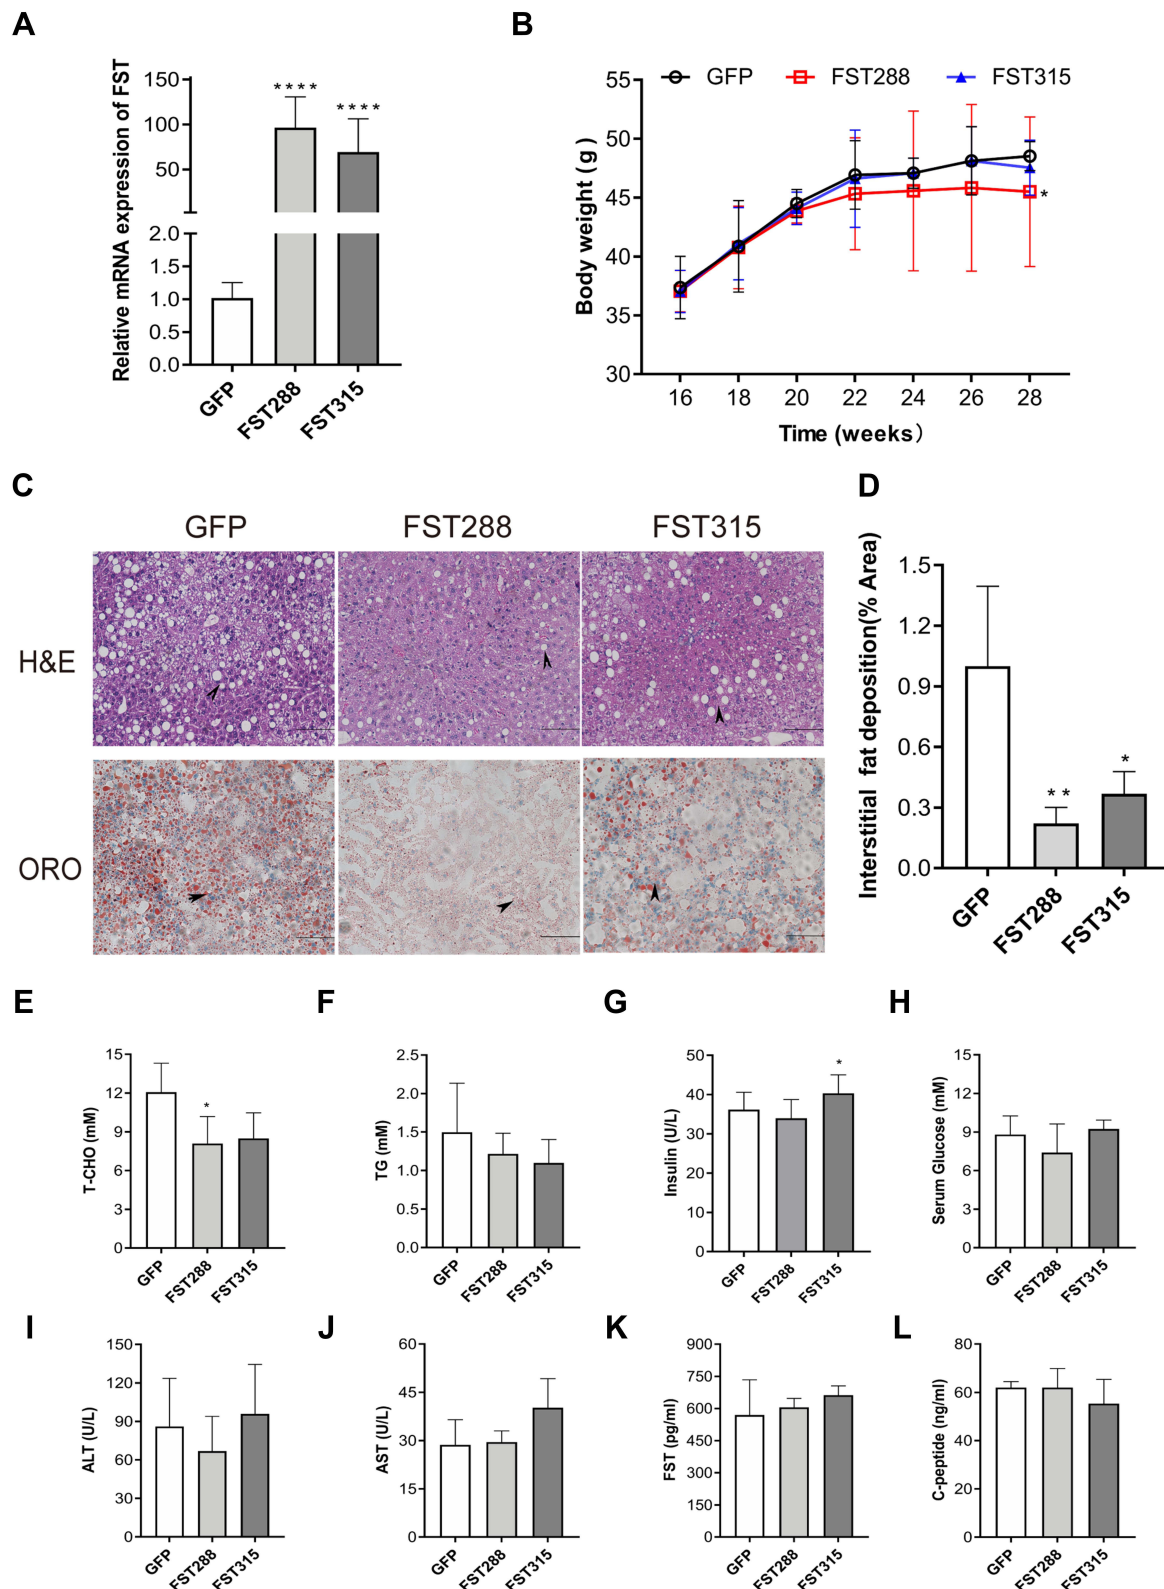 A
Relative mRNA expression of FST
150
100
50
2.0
1.5
1.0
0.5
0.0
****
****
GFP
FST288
FST315
B
GFP FST288 FST315
Body weight (g)
55
50
45
40
35
30
*
16 18 20 22 24 26 28
Time (weeks)
C
GFP FST288 FST315
H&E
ORO
D
Interstitial fat deposition(% Area)
1.5
1.2
0.9
0.6
0.3
0.0
**
*
GFP
FST288
FST315
E
T-CHO (mM)
15
12
9
6
3
0
*
GFP
FST288
FST315
F
TG (mM)
2.5
2.0
1.5
1.0
0.5
0.0
GFP
FST288
FST315
G
Insulin (U/L)
50
40
30
20
10
0
*
GFP
FST288
FST315
H
Serum Glucose (mM)
15
12
9
6
3
0
GFP
FST288
FST315
I
ALT (U/L)
150
120
90
60
30
0
GFP
FST288
FST315
J
AST (U/L)
60
45
30
15
0
GFP
FST288
FST315
K
FST (pg/ml)
900
750
600
450
300
150
0
GFP
FST288
FST315
L
C-peptide (ng/ml)
80
60
40
20
0
GFP
FST288
FST315